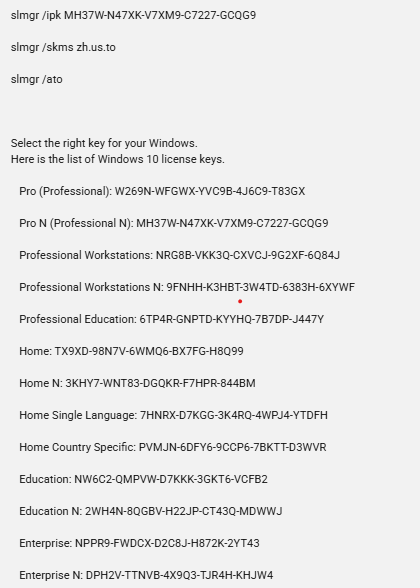 slmgr /ipk MH37W-N47XK-V7XM9-C7227-GCQG9
slmgr /skms zh.us.to
slmgr /ato
Select the right key for your Windows.
Here is the list of Windows 10 license keys.
Pro (Professional): W269N-WFGWX-YVC9B-4J6C9-T83GX
Pro N (Professional N): MH37W-N47XK-V7XM9-C7227-GCQG9
Professional Workstations: NRG8B-VKK3Q-CXVCJ-9G2XF-6Q84J
Professional Workstations N: 9FNHH-K3HBT-3W4TD-6383H-6XYWF
Professional Education: 6TP4R-GNPTD-KYYHQ-7B7DP-J447Y
Home: TX9XD-98N7V-6WMQ6-BX7FG-H8Q99
Home N: 3KHY7-WNT83-DGQKR-F7HPR-844BM
Home Single Language: 7HNRX-D7KGG-3K4RQ-4WPJ4-YTDFH
Home Country Specific: PVMJN-6DFY6-9CCP6-7BKTT-D3WVR
Education: NW6C2-QMPVW-D7KKK-3GKT6-VCFB2
Education N: 2WH4N-8QGBV-H22JP-CT43Q-MDWWJ
Enterprise: NPPR9-FWDCX-D2C8J-H872K-2YT43
Enterprise N: DPH2V-TTNVB-4X9Q3-TJR4H-KHJW4